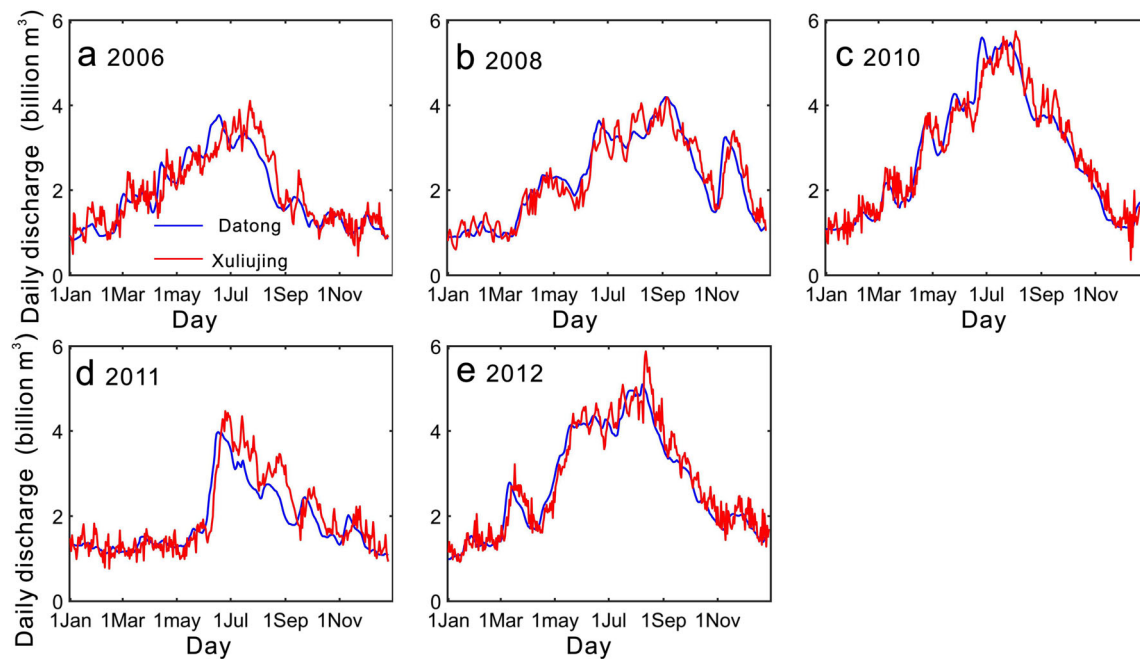 Daily discharge (billion m³)
6
4
2
0
a 2006
Datong
Xuliujing
1Jan 1Mar 1may 1Jul 1Sep 1Nov
Day
6
4
2
0
b 2008
1Jan 1Mar 1may 1Jul 1Sep 1Nov
Day
6
4
2
0
c 2010
1Jan 1Mar 1may 1Jul 1Sep 1Nov
Day
Daily discharge (billion m³)
6
4
2
0
d 2011
1Jan 1Mar 1may 1Jul 1Sep 1Nov
Day
6
4
2
0
e 2012
1Jan 1Mar 1may 1Jul 1Sep 1Nov
Day